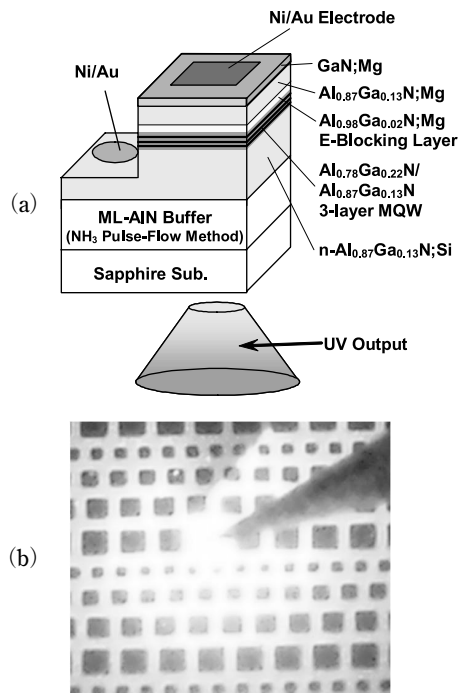 Ni/Au Electrode
Ni/Au
GaN;Mg
Al0.87Ga0.13N;Mg
Al0.98Ga0.02N;Mg
E-Blocking Layer
Al0.78Ga0.22N/
Al0.87Ga0.13N
3-layer MQW
(a)
ML-AlN Buffer
(NH3 Pulse-Flow Method)
n-Al0.87Ga0.13N;Si
Sapphire Sub.
UV Output
(b)